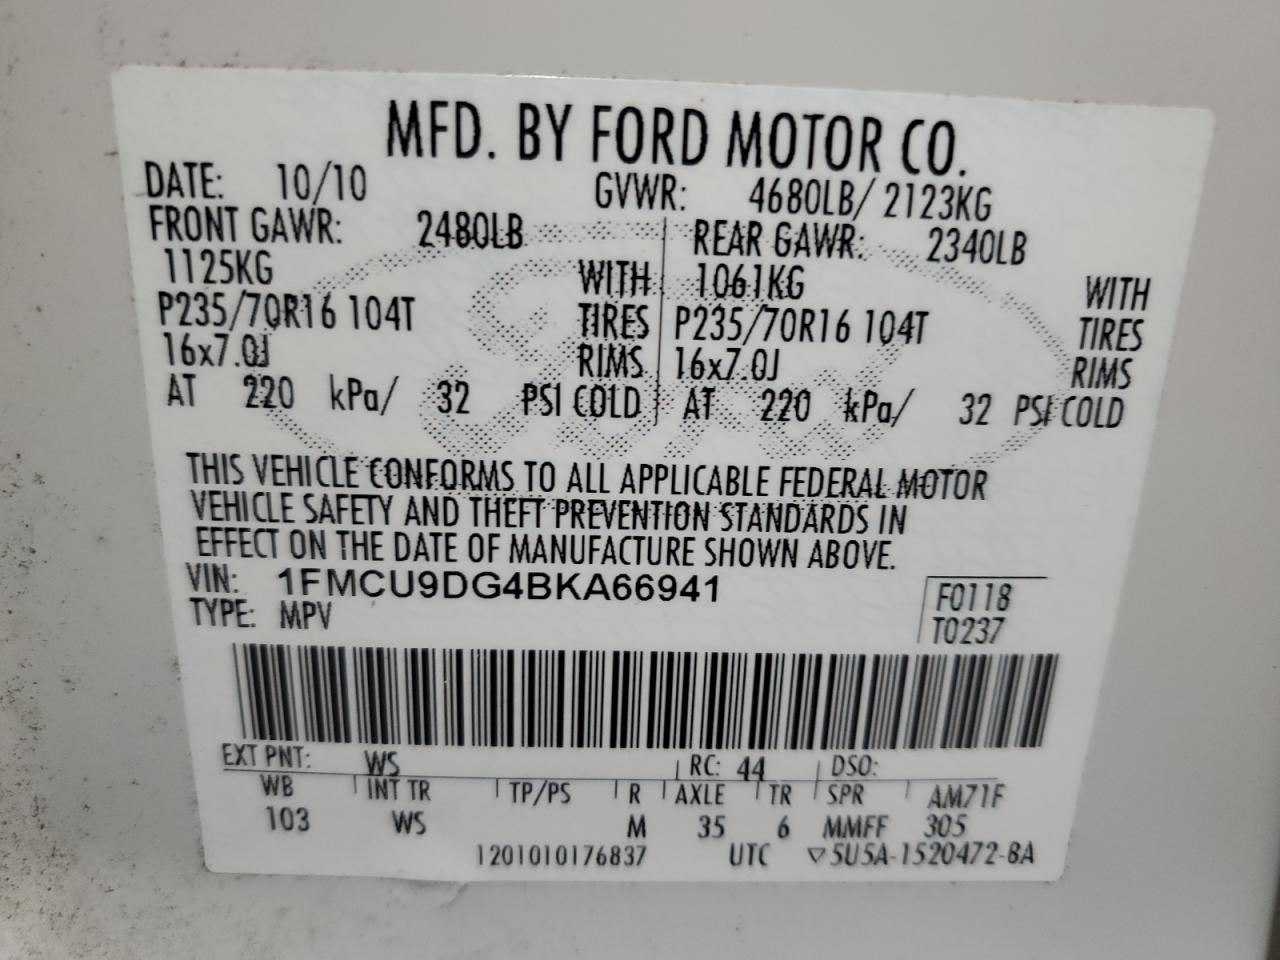 MFD. BY FORD MOTOR CO.
DATE: 10/10 GVWR: 4680LB/ 2123KG
FRONT GAWR: 2480LB REAR GAWR: 2340LB
1125KG WITH 1061KG WITH
P235/70R16 104T TIRES P235/70R16 104T TIRES
16x7.0J RIMS 16x7.0J RIMS
AT 220 kPa/ 32 PSI COLD AT 220 kPa/ 32 PSI COLD
THIS VEHICLE CONFORMS TO ALL APPLICABLE FEDERAL MOTOR
VEHICLE SAFETY AND THEFT PREVENTION STANDARDS IN
EFFECT ON THE DATE OF MANUFACTURE SHOWN ABOVE.
VIN: 1FMCU9DG4BKA66941 F0118
TYPE: MPV T0237
EXT PNT: WS RC: 44 DSO:
WB INT TR TP/PS R AXLE TR SPR AM71F
103 WS M 35 6 MMFF 305
1201010176837 UTC ▽5U5A-1520472-BA